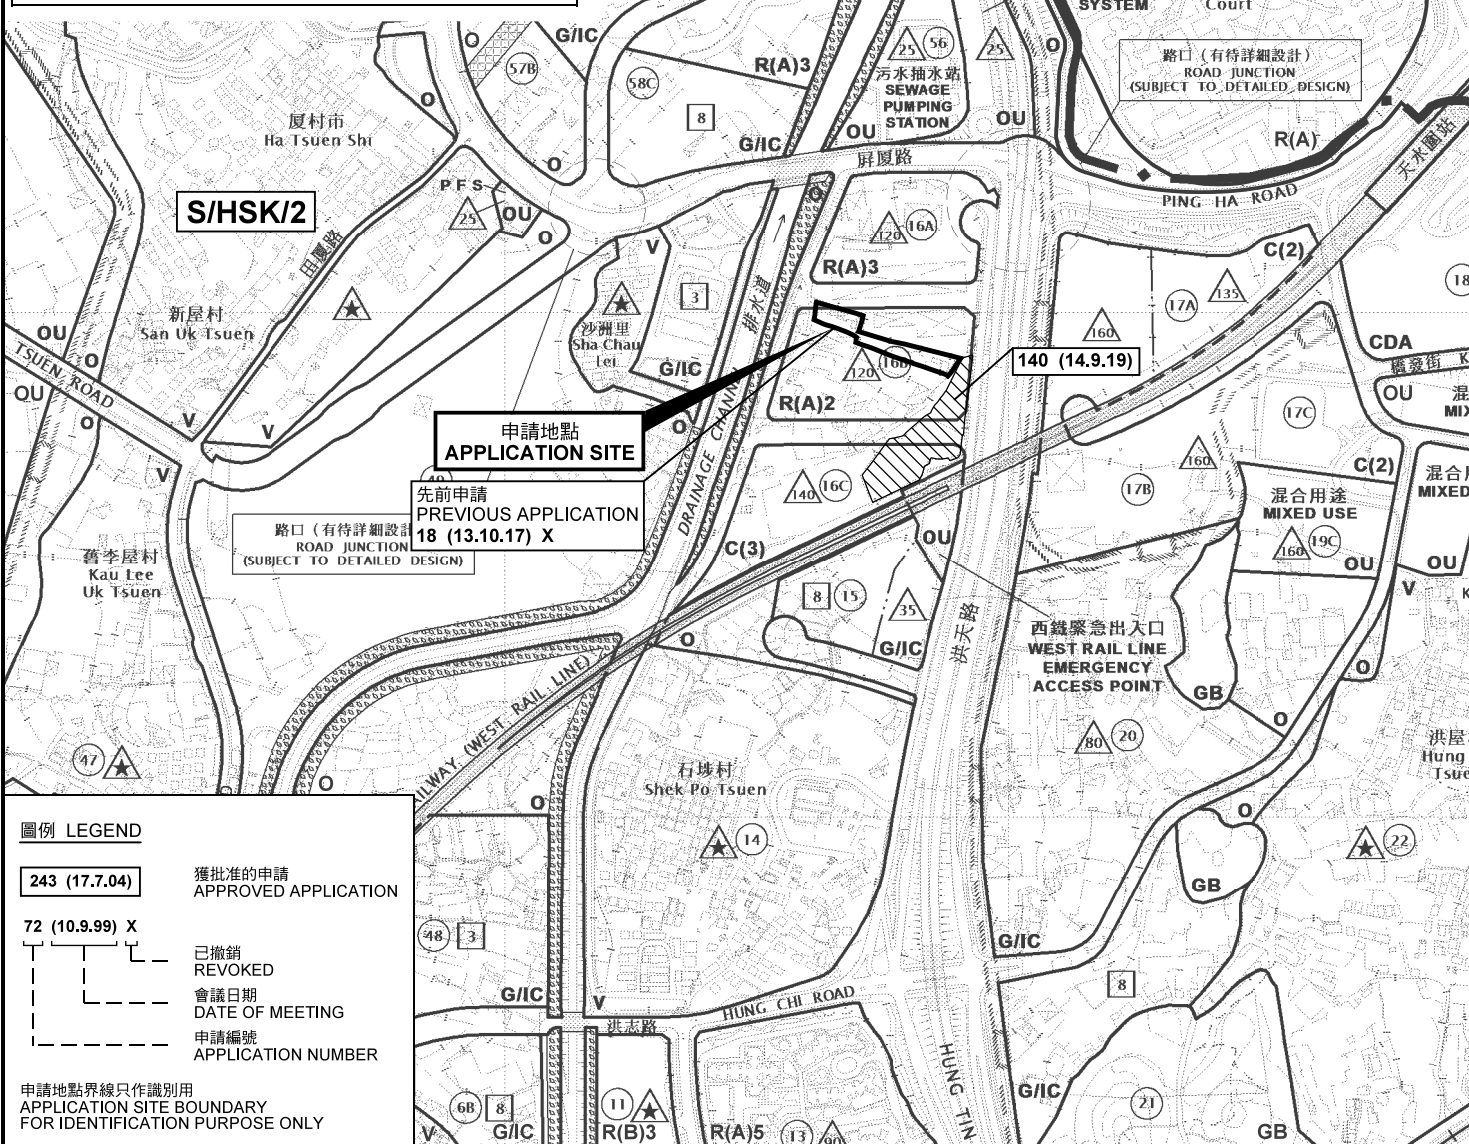 SYSTEM
Court
G/IC
57B
O
58C
R(A)3
8
G/IC
25
56
污水抽水站
SEWAGE
PUMPING
STATION
OU
25
OU
O
路口（有待詳細設計）
ROAD JUNCTION
(SUBJECT TO DETAILED DESIGN)
R(A)
天水圍站
屏厦路
PING HA ROAD
厦村市
Ha Tsuen Shi
O
S/HSK/2
PFS
25
OU
O
O
田厦路
新屋村
San Uk Tsuen
OU
O
TSUEN ROAD
OU
O
V
V
V
沙洲里
Sha Chau
Lei
V
3
G/IC
O
排水道
DRAINAGE CHANNEL
O
120
16A
R(A)3
120
16B
R(A)2
140 (14.9.19)
C(2)
135
17A
160
18
CDA
橋發街
OU
混
MIX
17C
C(2)
160
17B
混合用途
MIXED USE
160
19C
OU
混合用
MIXED
OU
V
申請地點
APPLICATION SITE
先前申請
PREVIOUS APPLICATION
18 (13.10.17) X
路口（有待詳細設計
ROAD JUNCTION
(SUBJECT TO DETAILED DESIGN)
舊李屋村
Kau Lee
Uk Tsuen
140
16C
C(3)
OU
8
15
35
G/IC
O
洪天路
西鐵緊急出入口
WEST RAIL LINE
EMERGENCY
ACCESS POINT
GB
O
O
80
20
洪屋
Hung
Tsue
47
O
ILWAY (WEST RAIL LINE)
O
石埗村
Shek Po Tsuen
14
O
22
GB
圖例 LEGEND
243 (17.7.04)
獲批准的申請
APPROVED APPLICATION
72 (10.9.99) X
已撤銷
REVOKED
會議日期
DATE OF MEETING
申請編號
APPLICATION NUMBER
申請地點界線只作識別用
APPLICATION SITE BOUNDARY
FOR IDENTIFICATION PURPOSE ONLY
48
3
G/IC
V
洪志路
HUNG CHI ROAD
G/IC
8
HUNG TIN
G/IC
21
GB
6B
8
V
G/IC
11
R(B)3
R(A)5
13
90